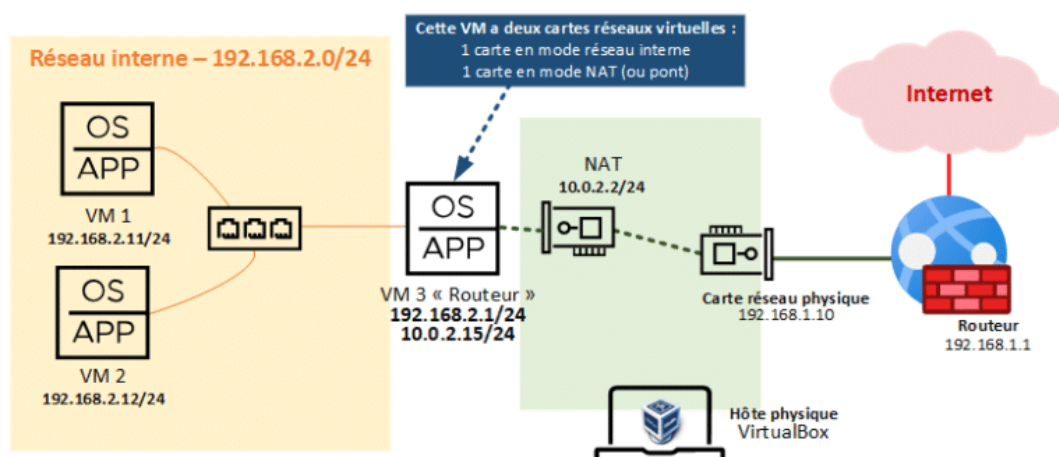 Cette VM a deux cartes réseaux virtuelles :
1 carte en mode réseau interne
1 carte en mode NAT (ou pont)
Réseau interne – 192.168.2.0/24
OS
APP
VM 1
192.168.2.11/24
OS
APP
VM 2
192.168.2.12/24
OS
APP
VM 3 « Routeur »
192.168.2.1/24
10.0.2.15/24
NAT
10.0.2.2/24
Carte réseau physique
192.168.1.10
Internet
Routeur
192.168.1.1
Hôte physique
VirtualBox